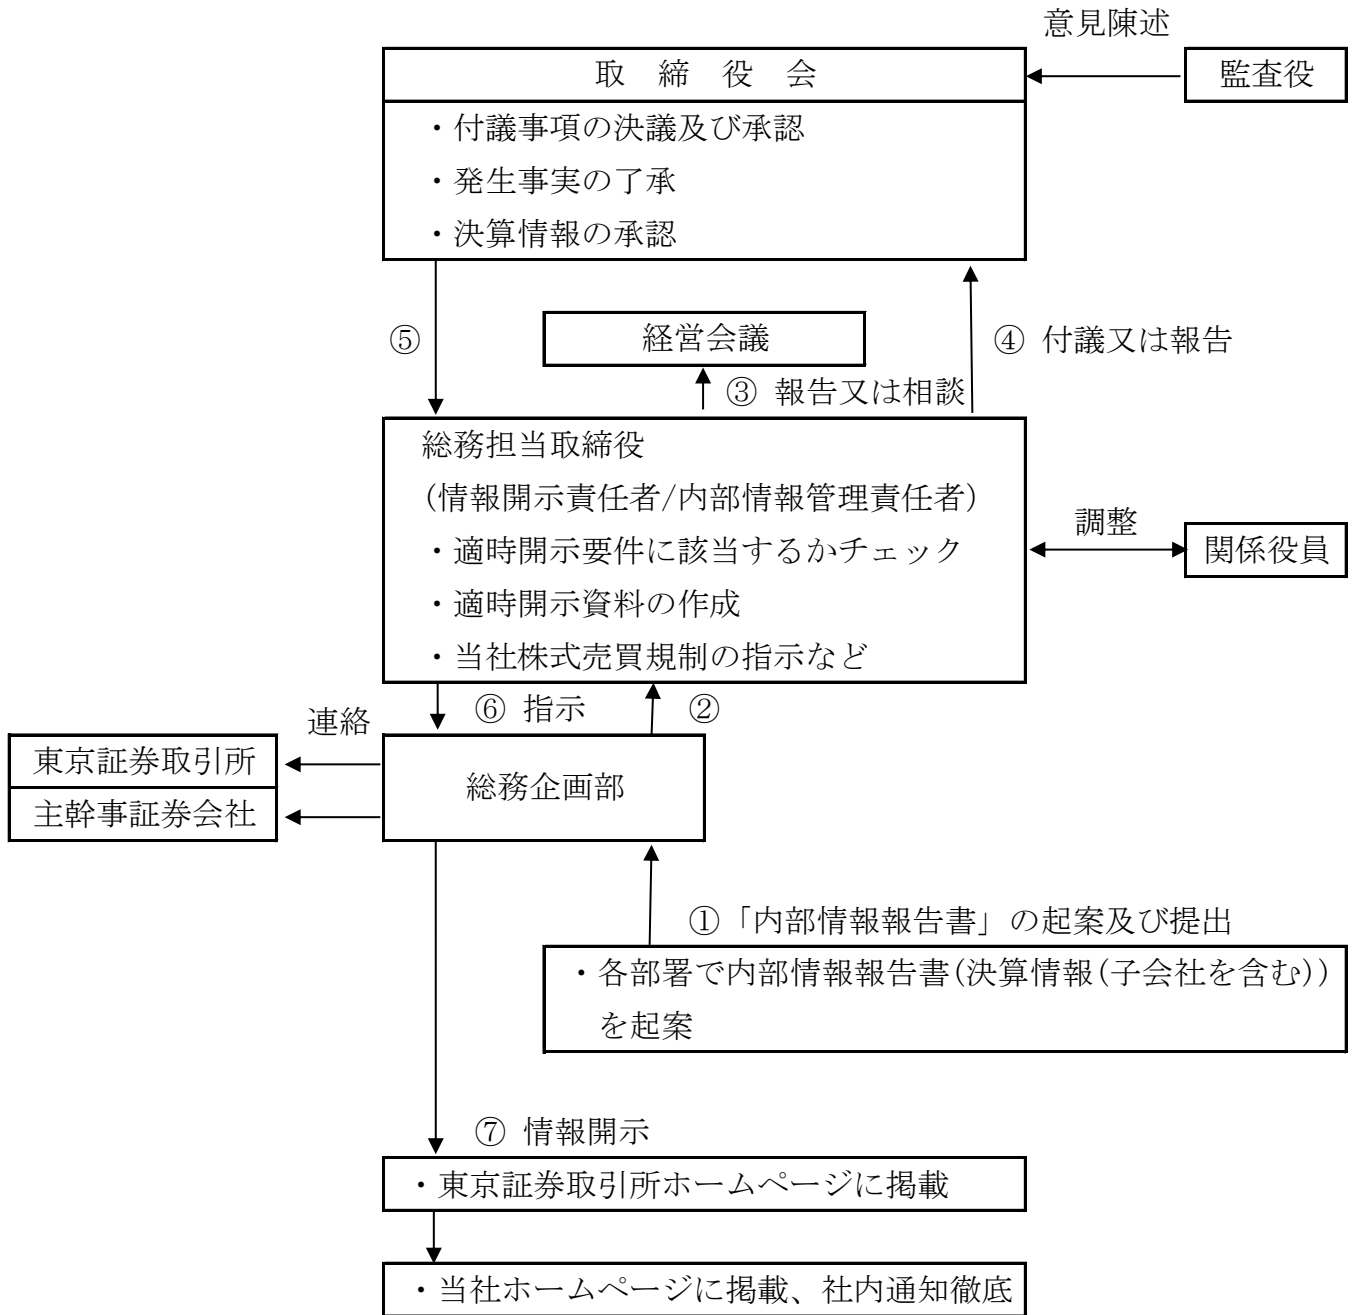 意見陳述
取 締 役 会
監査役
・付議事項の決議及び承認
・発生事実の了承
・決算情報の承認
⑤
経営会議
④ 付議又は報告
③ 報告又は相談
総務担当取締役
(情報開示責任者/内部情報管理責任者)
・適時開示要件に該当するかチェック
・適時開示資料の作成
・当社株式売買規制の指示など
調整
関係役員
⑥ 指示
②
連絡
東京証券取引所
主幹事証券会社
総務企画部
①「内部情報報告書」の起案及び提出
・各部署で内部情報報告書(決算情報(子会社を含む))
を起案
⑦ 情報開示
・東京証券取引所ホームページに掲載
・当社ホームページに掲載、社内通知徹底